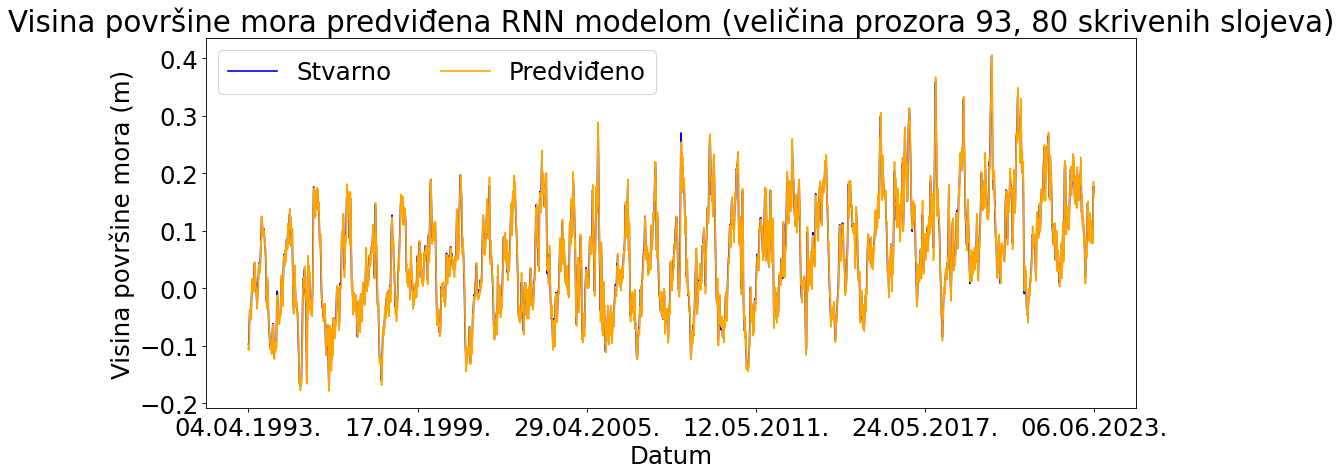 Visina površine mora predviđena RNN modelom (veličina prozora 93, 80 skrivenih slojeva)
Stvarno
Predviđeno
Visina površine mora (m)
0.4
0.3
0.2
0.1
0.0
−0.1
−0.2
04.04.1993.
17.04.1999.
29.04.2005.
12.05.2011.
24.05.2017.
06.06.2023.
Datum